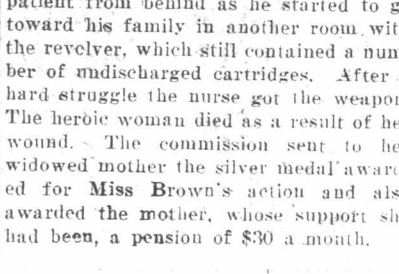 patient from behind as he started to g
toward his family in another room, wit
the revolver, which still contained a num
ber of undischarged cartridges. After
hard struggle the nurse got the weapon
The heroic woman died as a result of he
wound. The commission sent to he
widowed mother the silver medal award
ed for Miss Brown's action and als
awarded the mother, whose support sh
had been, a pension of $30 a month.